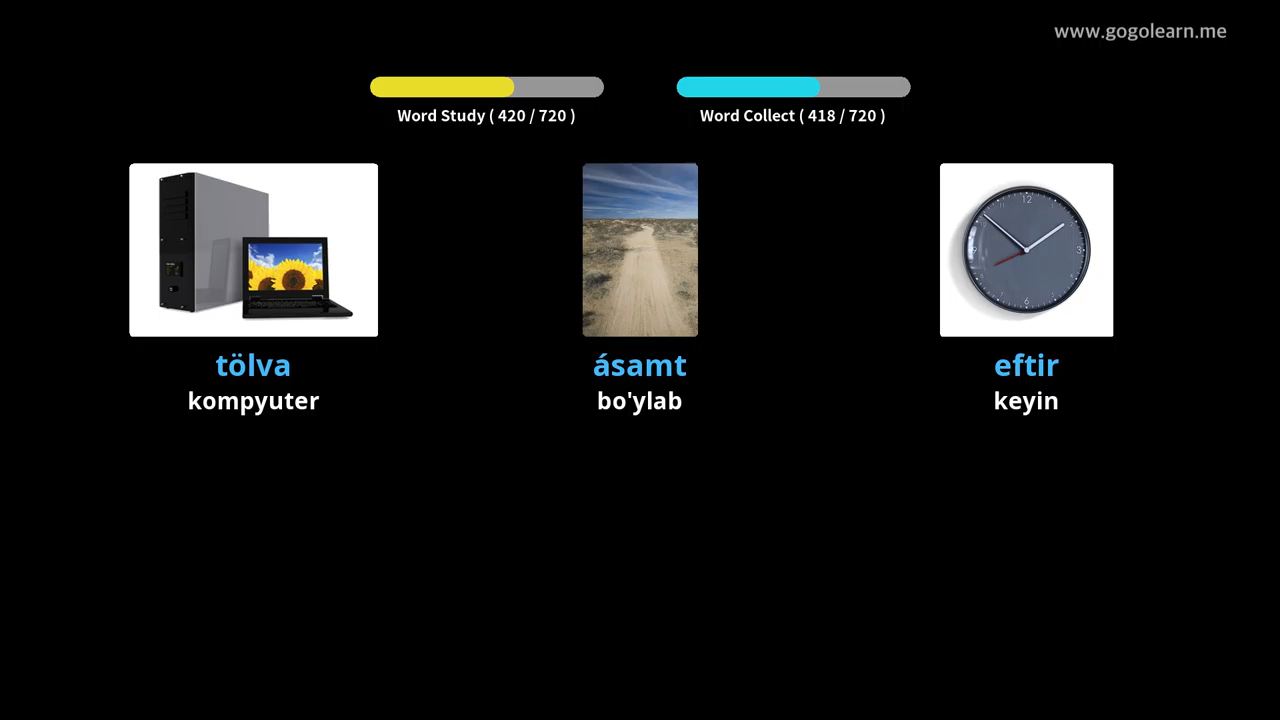 www.gogolearn.me
Word Study ( 420 / 720 )
Word Collect ( 418 / 720 )
tölva
kompyuter
ásamt
bo'ylab
eftir
keyin